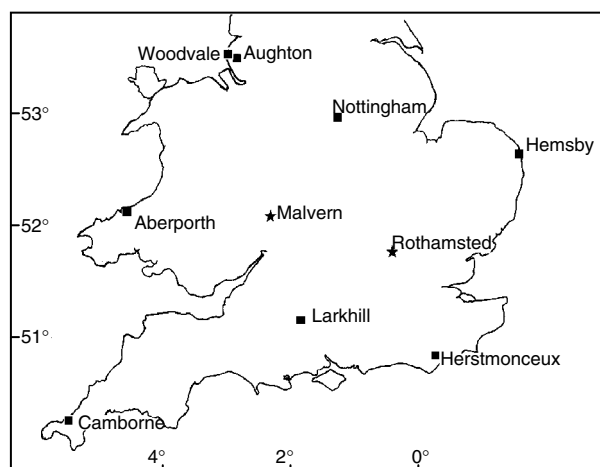 Woodvale
Aughton
53°
Nottingham
Hemsby
52°
Aberporth
Malvern
Rothamsted
51°
Larkhill
Herstmonceux
Camborne
4°
2°
0°